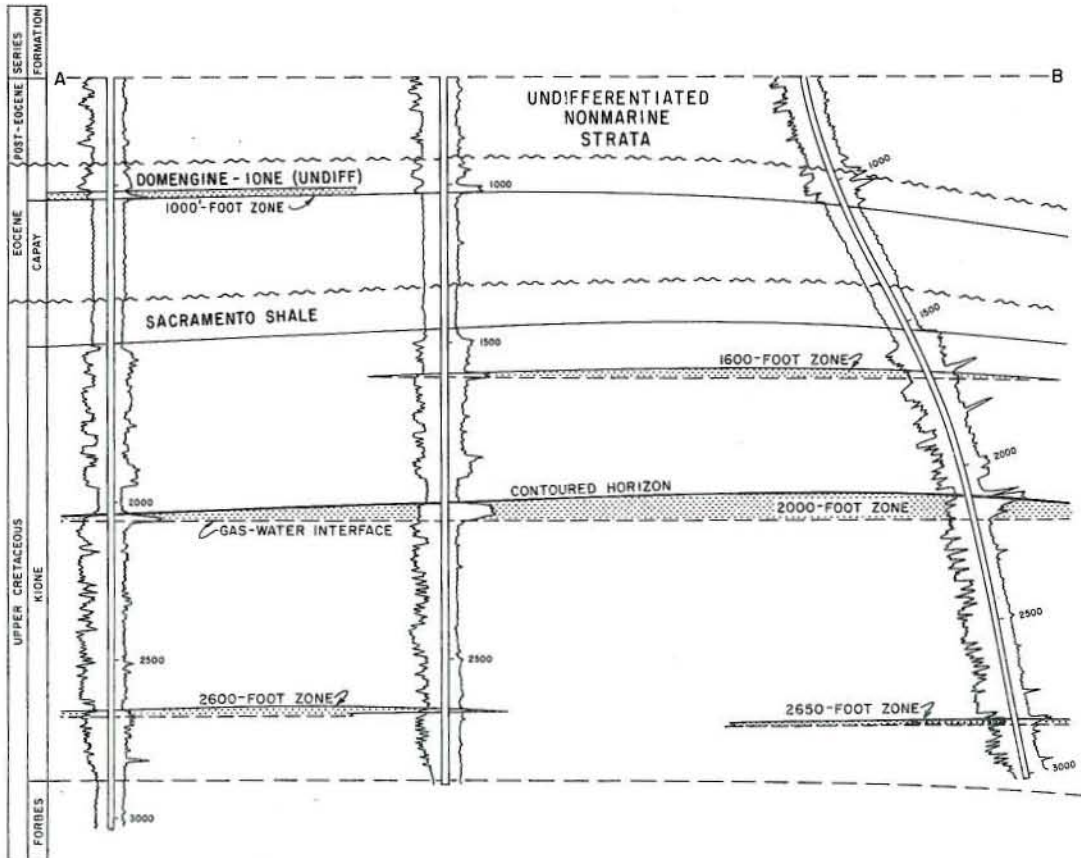 SERIES
FORMATION
POST-EOCENE
EOCENE
CAPAY
UPPER CRETACEOUS
KIONE
FORBES
A
B
UNDIFFERENTIATED
NONMARINE
STRATA
DOMENGINE-IONE (UNDIFF)
1000'-FOOT ZONE
1000
1000
SACRAMENTO SHALE
1500
1500
1600-FOOT ZONE
2000
2000
CONTOURED HORIZON
2000-FOOT ZONE
GAS-WATER INTERFACE
2500
2500
2500
2600-FOOT ZONE
2650-FOOT ZONE
3000
3000